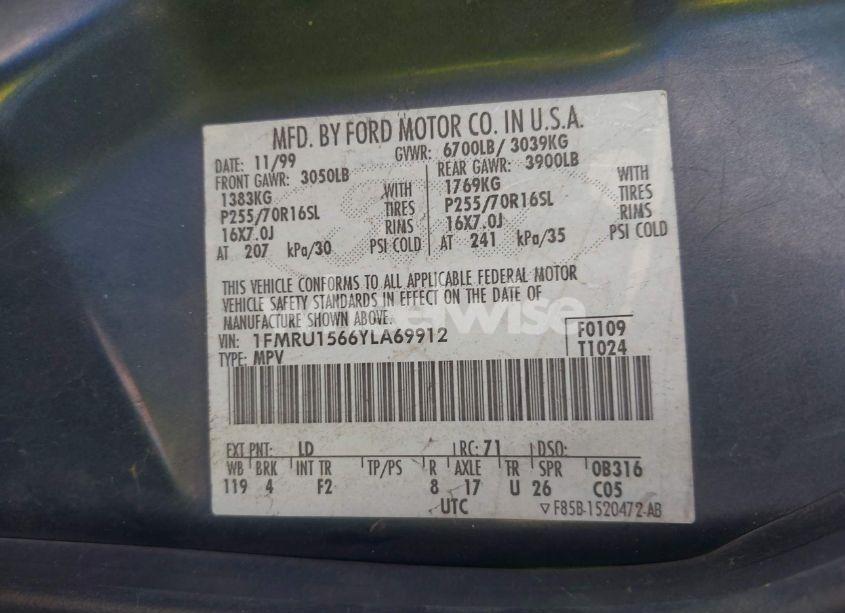 MFD. BY FORD MOTOR CO. IN U.S.A.
DATE: 11/99 GVWR: 6700LB/ 3039KG
FRONT GAWR: 3050LB REAR GAWR: 3900LB
1383KG WITH 1769KG WITH
P255/70R16SL TIRES P255/70R16SL TIRES
16X7.0J RIMS 16X7.0J RIMS
AT 207 kPa/30 PSI COLD AT 241 kPa/35 PSI COLD
THIS VEHICLE CONFORMS TO ALL APPLICABLE FEDERAL MOTOR
VEHICLE SAFETY STANDARDS IN EFFECT ON THE DATE OF
MANUFACTURE SHOWN ABOVE.
VIN: 1FMRU1566YLA69912 F0109
TYPE: MPV T1024
EXT PNT: LD RC: 71 DSO:
WB BRK INT TR TP/PS R AXLE TR SPR 0B316
119 4 F2 8 17 U 26 C05
UTC ▽F85B-1520472-AB